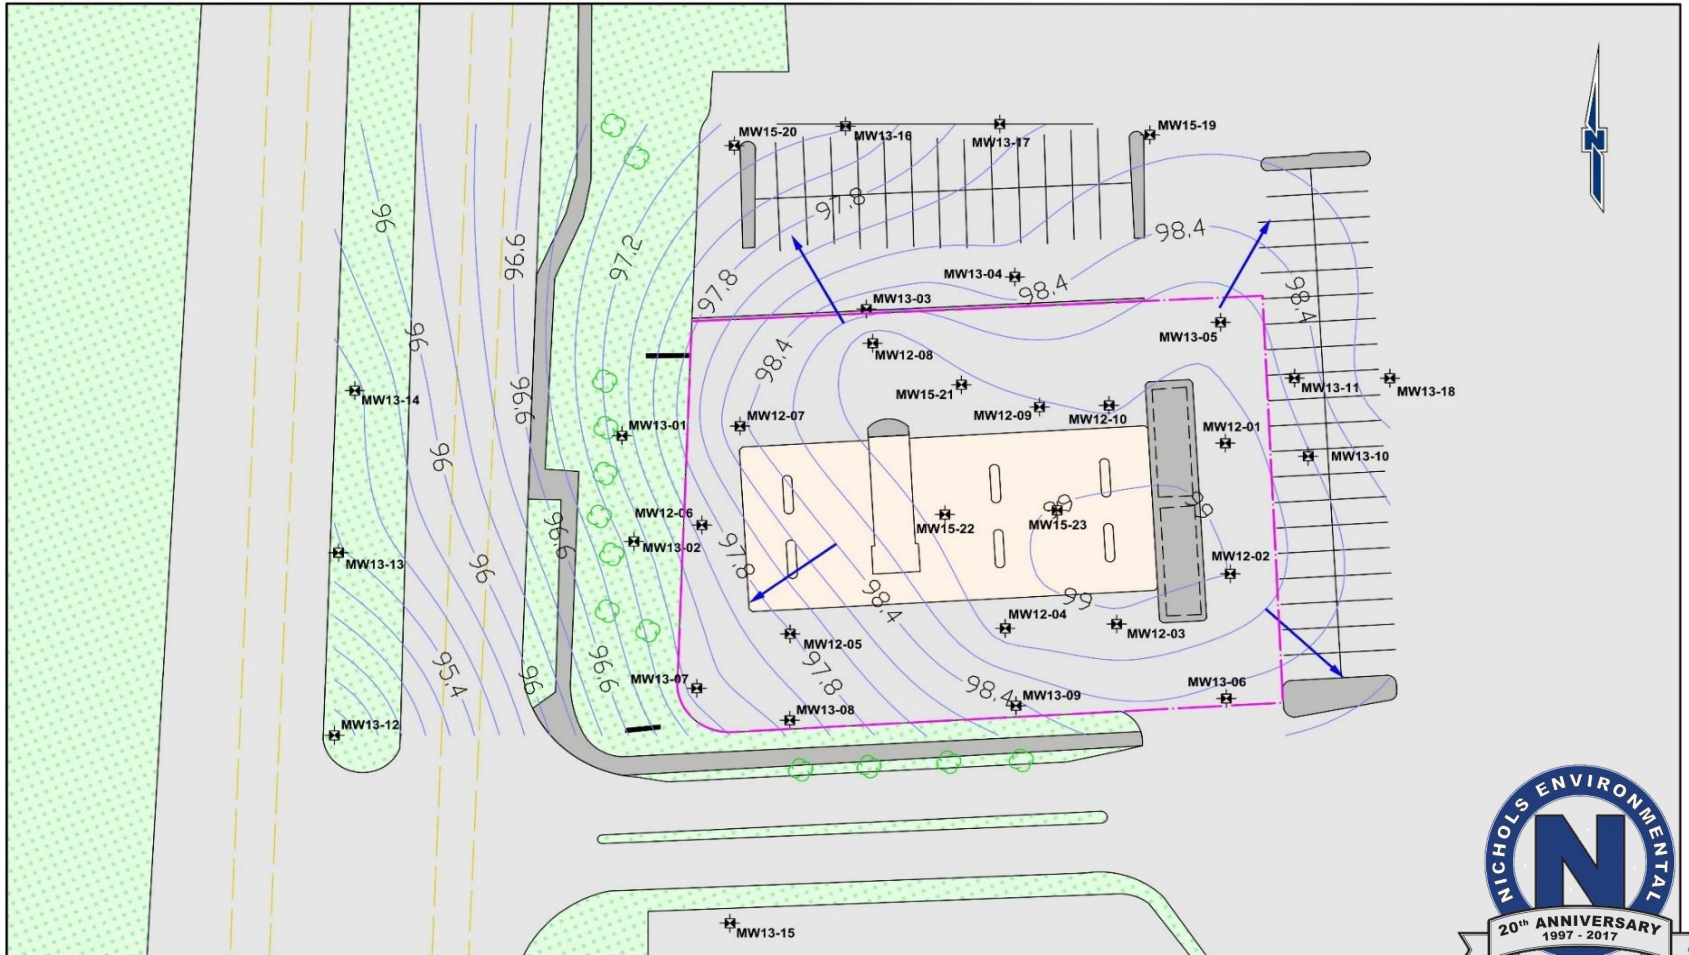 MW15-20
MW13-16
MW13-17
MW15-19
N
97.8
96
97.2
96.6
98.4
MW13-04
98.4
97.8
MW13-03
98.4
MW13-05
96
98.4
MW12-08
MW15-21
MW13-11
MW13-18
MW13-14
96.6
MW12-09
MW12-10
MW13-01
MW12-07
MW12-01
96
MW13-10
MW12-06
99
99
MW15-22
MW15-23
96.6
MW13-02
97.8
MW13-13
96
MW12-02
98.4
99
MW12-04
MW12-03
MW12-05
95.4
96
96.6
97.8
MW13-07
98.4
MW13-09
MW13-06
MW13-08
MW13-12
MW13-15
NICHOLS ENVIRONMENTAL
N
20th ANNIVERSARY
1997 - 2017